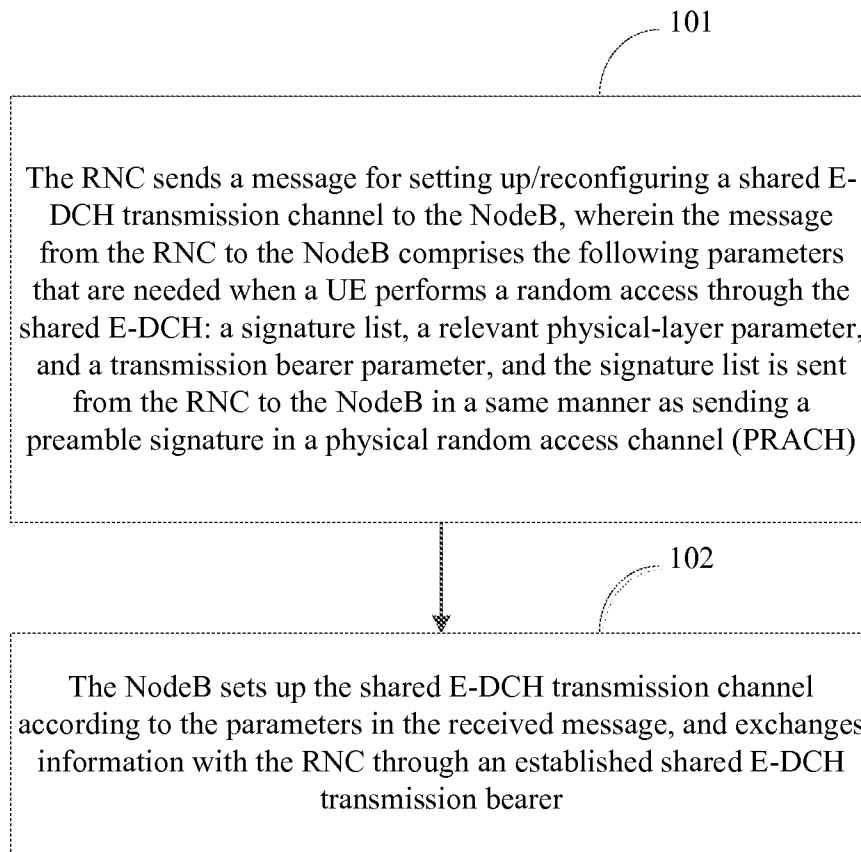 101
The RNC sends a message for setting up/reconfiguring a shared E-
DCH transmission channel to the NodeB, wherein the message
from the RNC to the NodeB comprises the following parameters
that are needed when a UE performs a random access through the
shared E-DCH: a signature list, a relevant physical-layer parameter,
and a transmission bearer parameter, and the signature list is sent
from the RNC to the NodeB in a same manner as sending a
preamble signature in a physical random access channel (PRACH)
102
The NodeB sets up the shared E-DCH transmission channel
according to the parameters in the received message, and exchanges
information with the RNC through an established shared E-DCH
transmission bearer